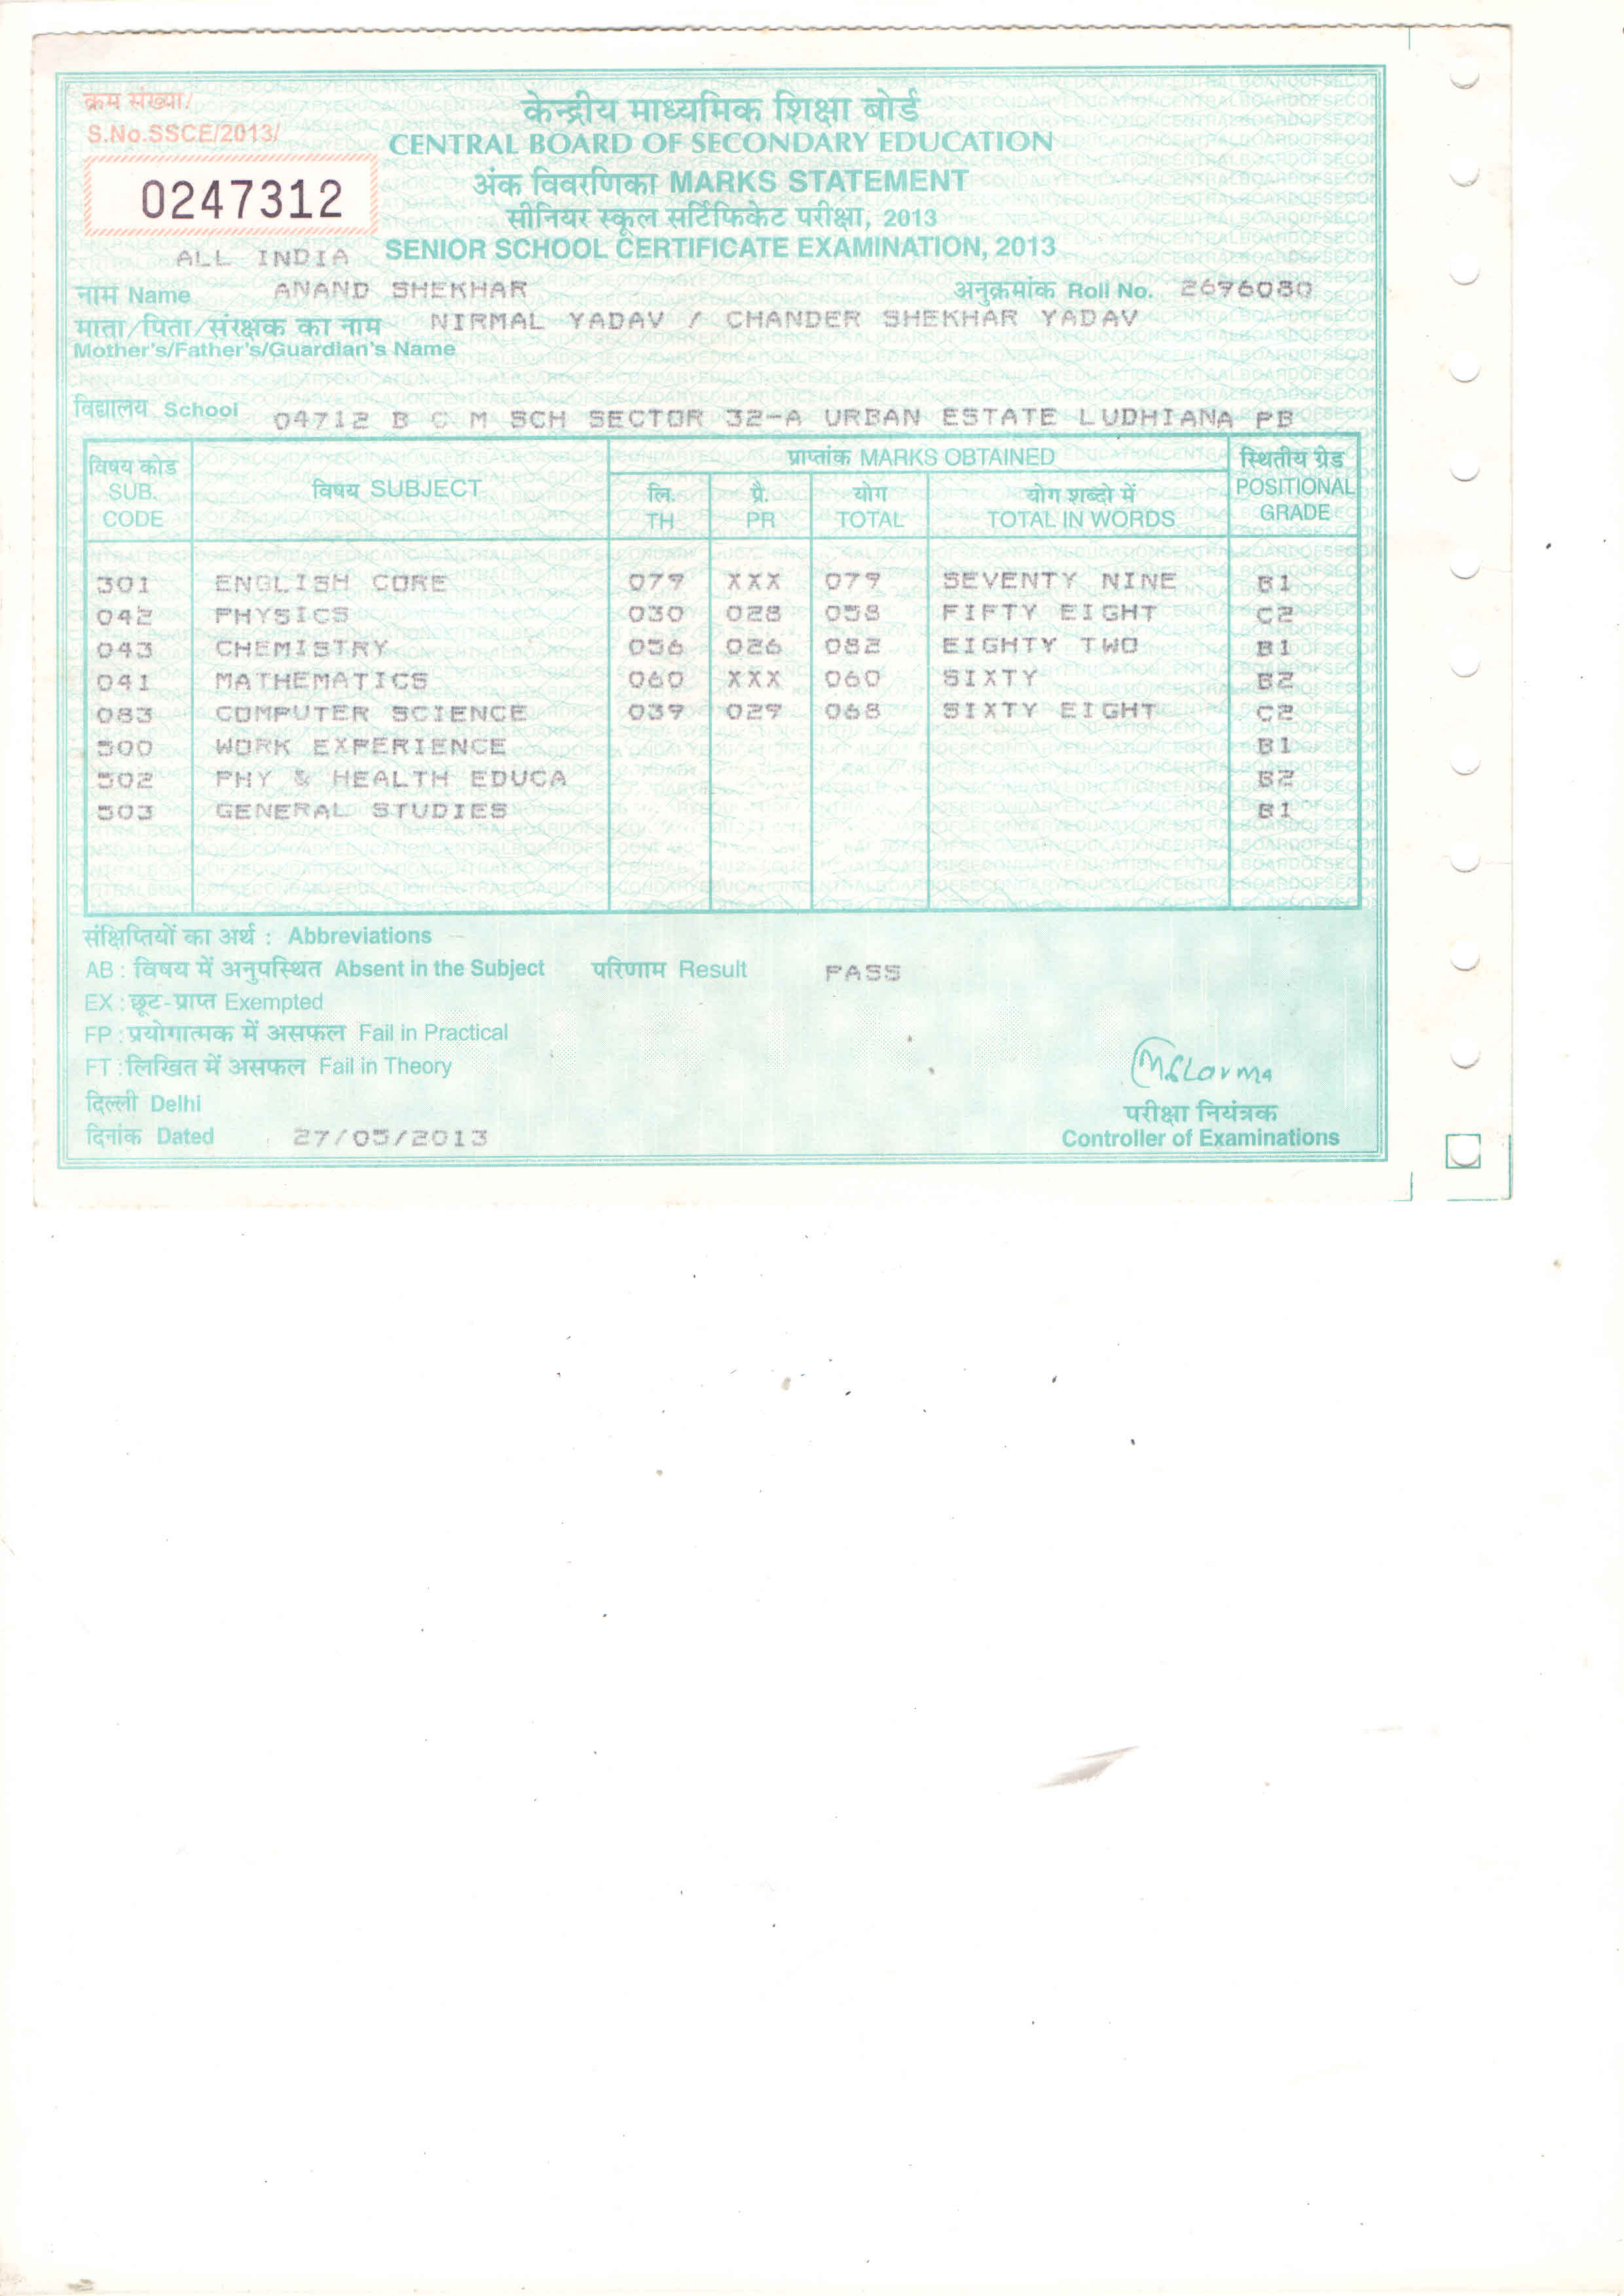 क्रम संख्या/
S.No.SSCE/2013/
0247312
केन्द्रीय माध्यमिक शिक्षा बोर्ड
CENTRAL BOARD OF SECONDARY EDUCATION
अंक विवरणिका MARKS STATEMENT
सीनियर स्कूल सर्टिफिकेट परीक्षा, 2013
ALL INDIA SENIOR SCHOOL CERTIFICATE EXAMINATION, 2013
नाम Name ANAND SHEKHAR अनुक्रमांक Roll No. 2696080
माता/पिता/संरक्षक का नाम NIRMAL YADAV / CHANDER SHEKHAR YADAV
Mother's/Father's/Guardian's Name
विद्यालय School 04712 B C M SCH SECTOR 32-A URBAN ESTATE LUDHIANA PB
विषय कोड SUB. CODE विषय SUBJECT प्राप्तांक MARKS OBTAINED स्थितीय ग्रेड POSITIONAL GRADE
लि. TH प्रै. PR योग TOTAL योग शब्दो में TOTAL IN WORDS
301 ENGLISH CORE 079 XXX 079 SEVENTY NINE B1
042 PHYSICS 030 028 058 FIFTY EIGHT C2
043 CHEMISTRY 056 026 082 EIGHTY TWO B1
041 MATHEMATICS 060 XXX 060 SIXTY B2
083 COMPUTER SCIENCE 039 029 068 SIXTY EIGHT C2
500 WORK EXPERIENCE B1
502 PHY & HEALTH EDUCA B2
503 GENERAL STUDIES B1
संक्षिप्तियों का अर्थ : Abbreviations
AB : विषय में अनुपस्थित Absent in the Subject परिणाम Result PASS
EX : छूट-प्राप्त Exempted
FP : प्रयोगात्मक में असफल Fail in Practical
FT : लिखित में असफल Fail in Theory
दिल्ली Delhi
परीक्षा नियंत्रक
दिनांक Dated 27/05/2013 Controller of Examinations